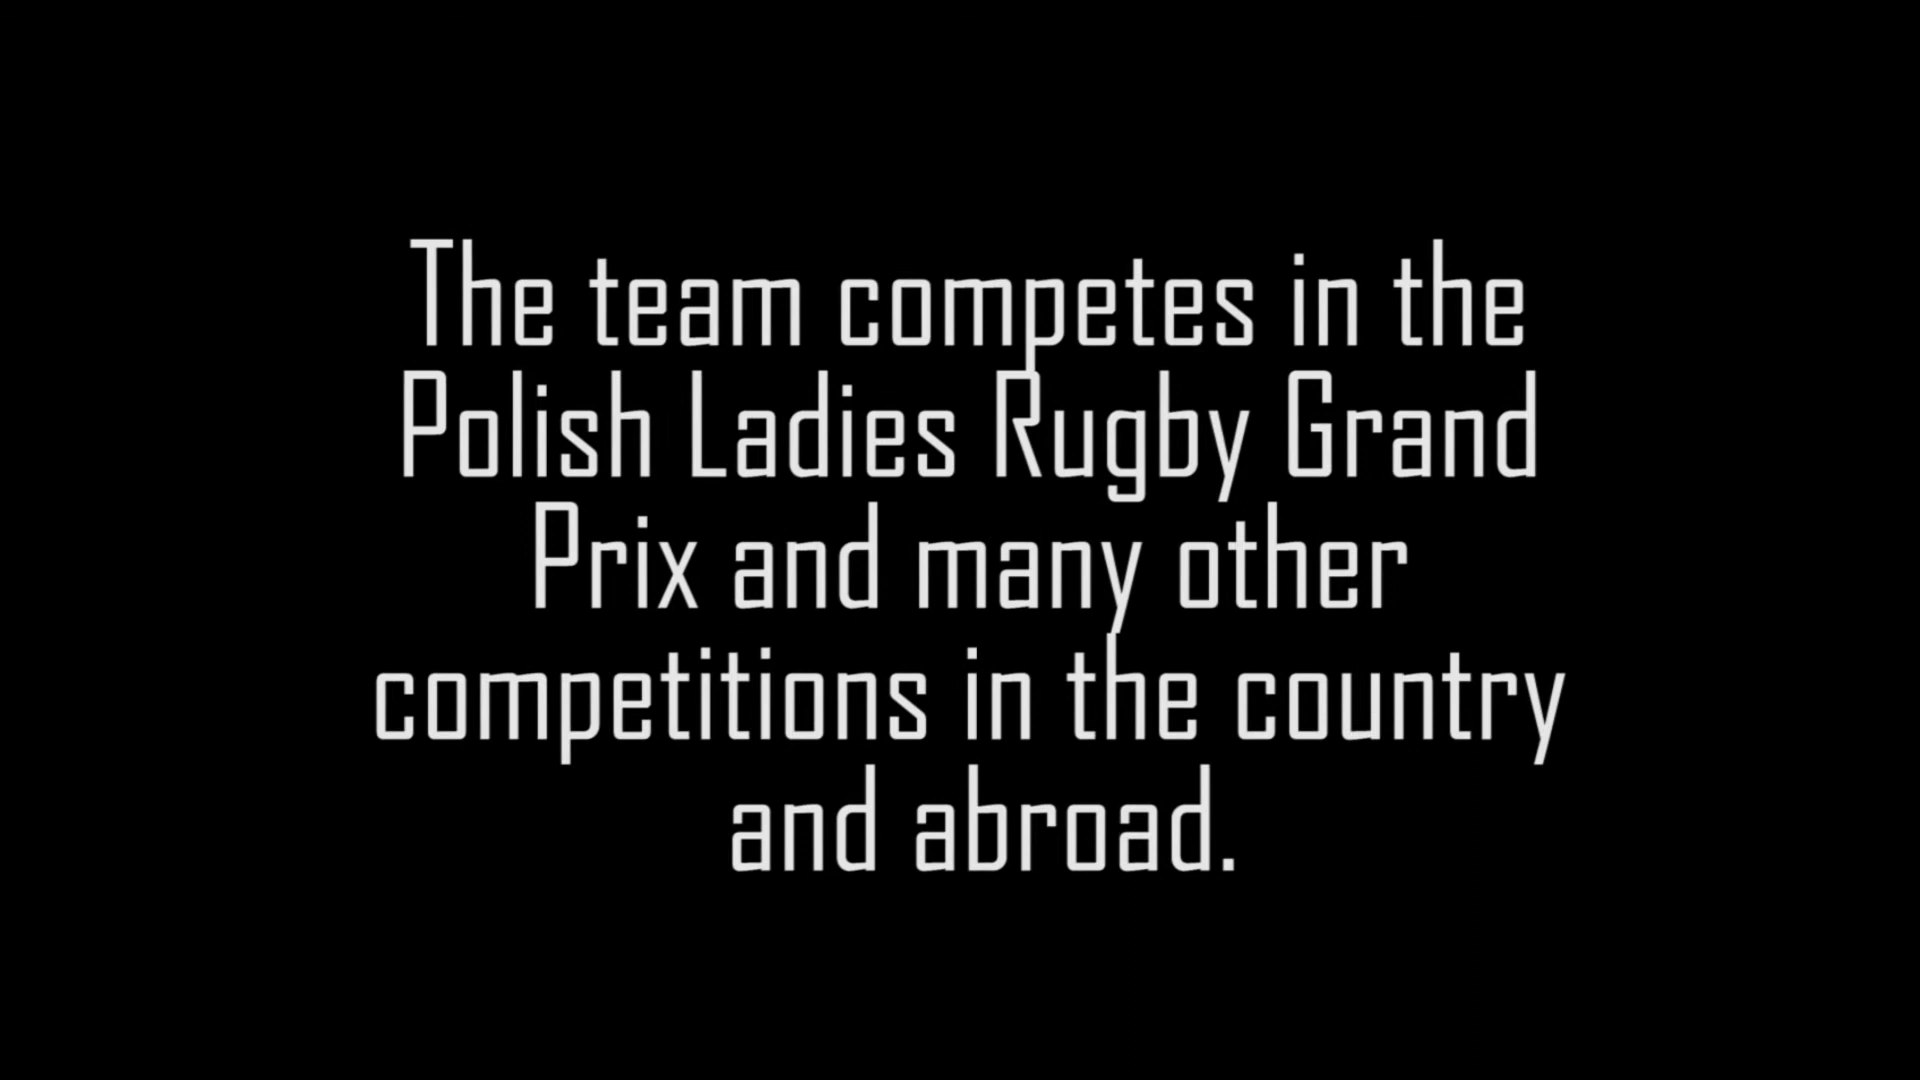 The team competes in the
Polish Ladies Rugby Grand
Prix and many other
competitions in the country
and abroad.